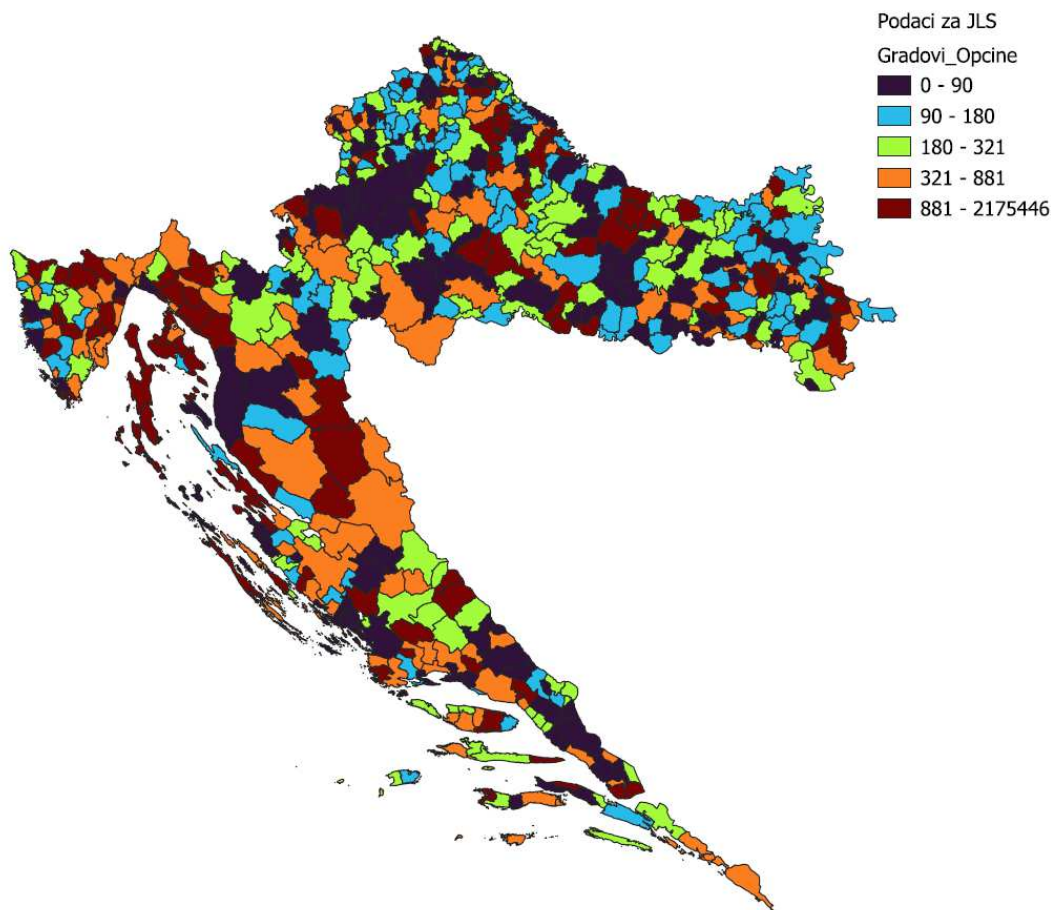 Podaci za JLS
Gradovi_Opcine
0 - 90
90 - 180
180 - 321
321 - 881
881 - 2175446